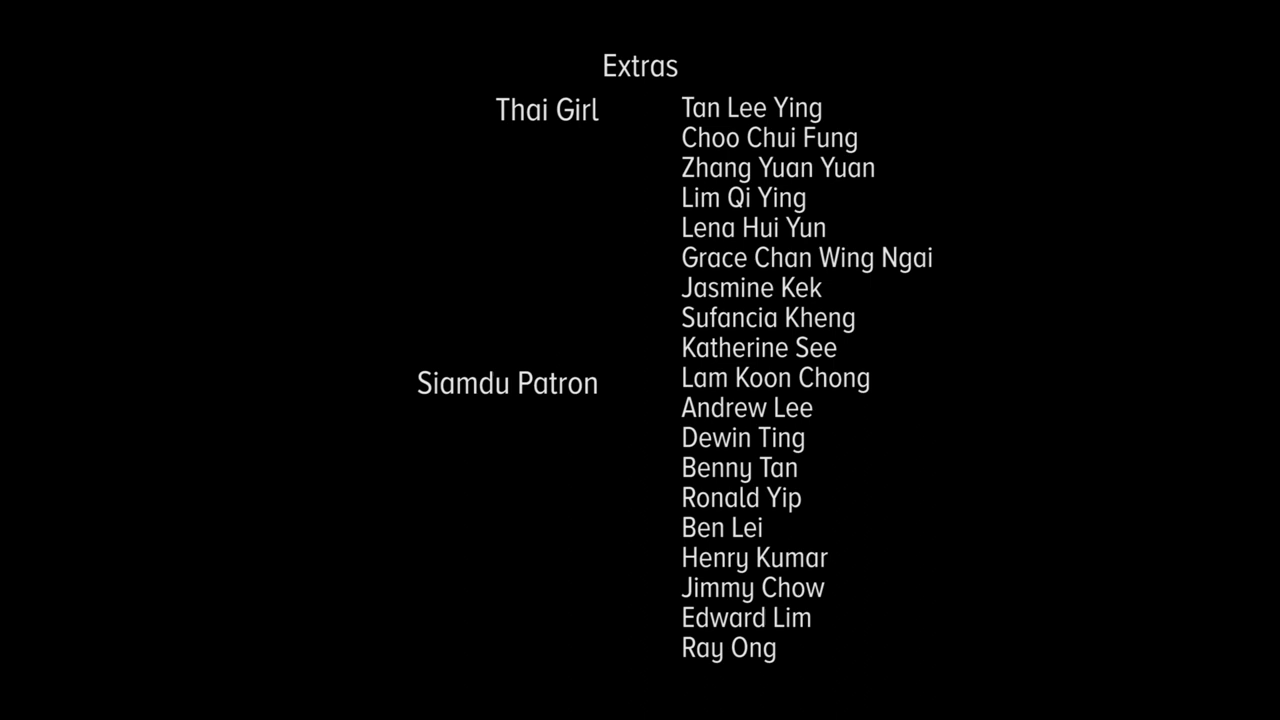 Extras
Thai Girl Tan Lee Ying
Choo Chui Fung
Zhang Yuan Yuan
Lim Qi Ying
Lena Hui Yun
Grace Chan Wing Ngai
Jasmine Kek
Sufancia Kheng
Katherine See
Siamdu Patron Lam Koon Chong
Andrew Lee
Dewin Ting
Benny Tan
Ronald Yip
Ben Lei
Henry Kumar
Jimmy Chow
Edward Lim
Ray Ong